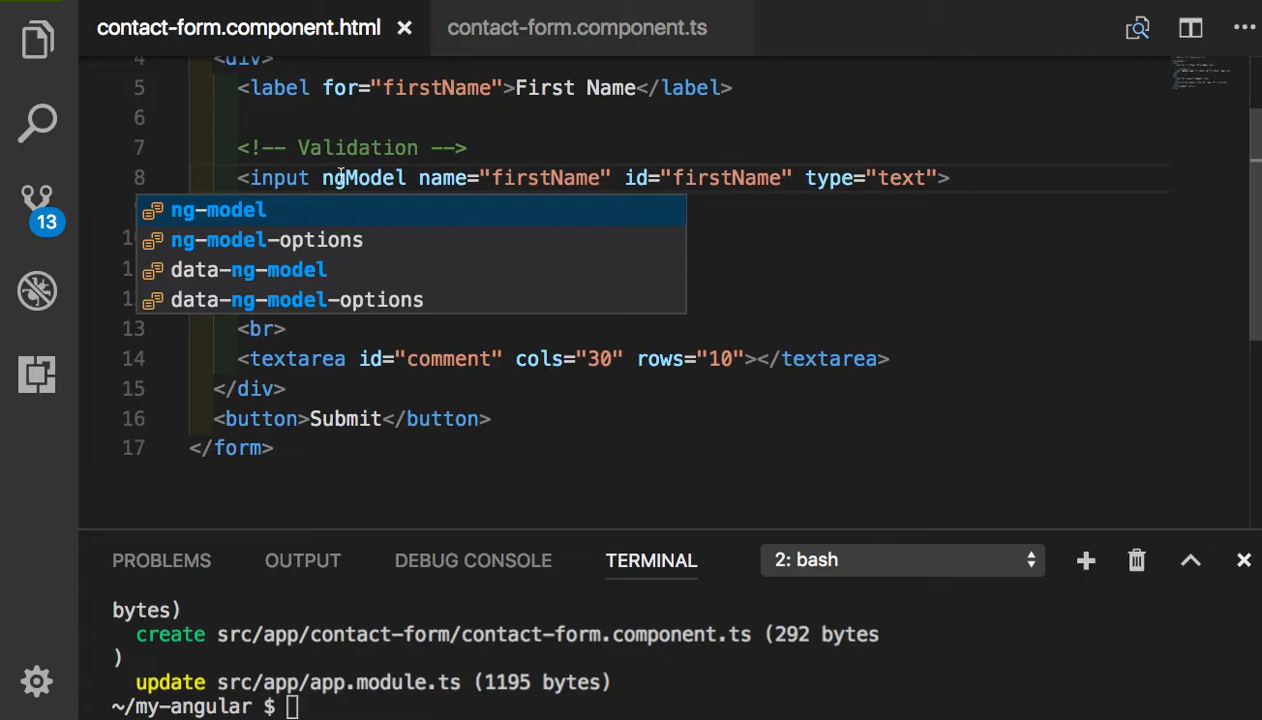 contact-form.component.html
contact-form.component.ts
4 <div>
5 <label for="firstName">First Name</label>
6
7 <!-- Validation -->
8 <input ngModel name="firstName" id="firstName" type="text">
13
ng-model
ng-model-options
data-ng-model
data-ng-model-options
13 <br>
14 <textarea id="comment" cols="30" rows="10"></textarea>
15 </div>
16 <button>Submit</button>
17 </form>
PROBLEMS OUTPUT DEBUG CONSOLE TERMINAL 2: bash
bytes)
create src/app/contact-form/contact-form.component.ts (292 bytes
)
update src/app/app.module.ts (1195 bytes)
~/my-angular $